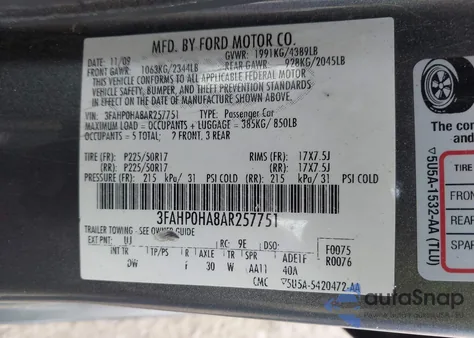 MFD. BY FORD MOTOR CO.
DATE: 11/09 GVWR: 1991KG/4389LB
FRONT GAWR: 1063KG/2344LB REAR GAWR: 928KG/2045LB
THIS VEHICLE CONFORMS TO ALL APPLICABLE FEDERAL MOTOR
VEHICLE SAFETY, BUMPER, AND THEFT PREVENTION STANDARDS
IN EFFECT ON THE DATE OF MANUFACTURE SHOWN ABOVE.
VIN: 3FAHP0HA8AR257751 TYPE: Passenger Car
MAXIMUM LOAD = OCCUPANTS + LUGGAGE = 385KG/ 850LB
OCCUPANTS = 5 TOTAL; 2 FRONT, 3 REAR
TIRE (FR): P225/50R17 RIMS (FR): 17X7.5J
(RR): P225/50R17 (RR): 17X7.5J
PRESSURE (FR): 215 kPa/ 31 PSI COLD (RR): 215 kPa/ 31 PSI COLD
3FAHP0HA8AR257751
TRAILER TOWING - SEE OWNER GUIDE
EXT PNT: UJ RC: 9E DSO: F0075
INT TR TP/PS R AXLE TR SPR R0076
DW i 30 W AA11 40A
CMC ▽5U5A-5420472-AA
The co
▽5U5A-1532-AA (TLU)
TIRE
FRON
REAR
SPAR
autoSnap